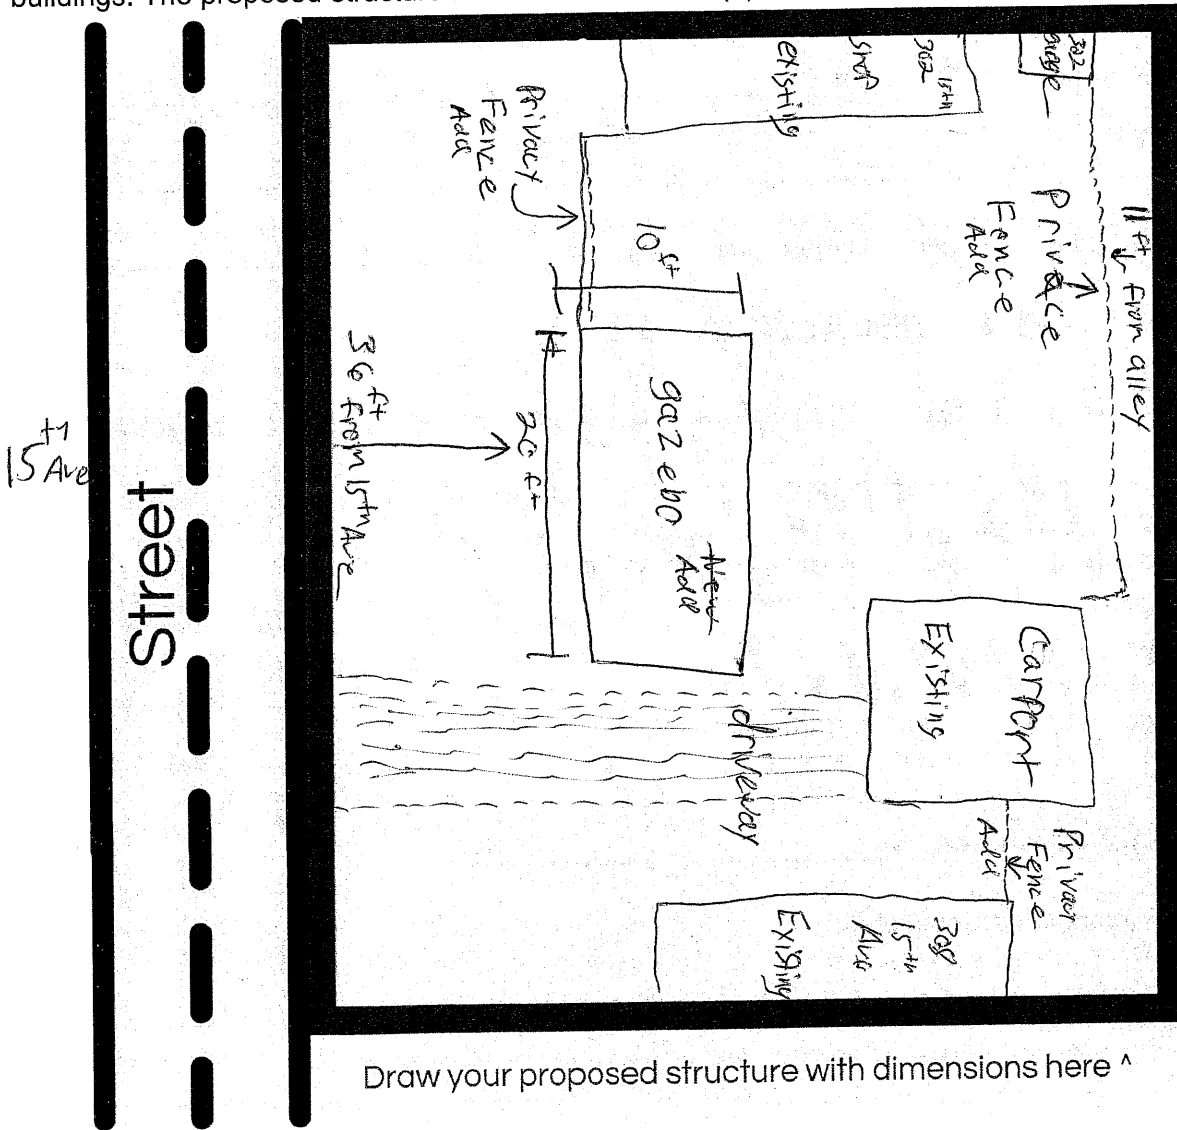 buildings. The proposed structure
15th Ave
Street
existing
shop
302 15th
302
garage
Privacy
Fence
Add
Privace
Fence
Add
11 ft from alley
10 ft
20 ft
36 ft from 15th Ave
gazebo
New
Add
Carport
Existing
driveway
Privacy
Fence
Add
308
15th
Ave
Existing
Draw your proposed structure with dimensions here ^